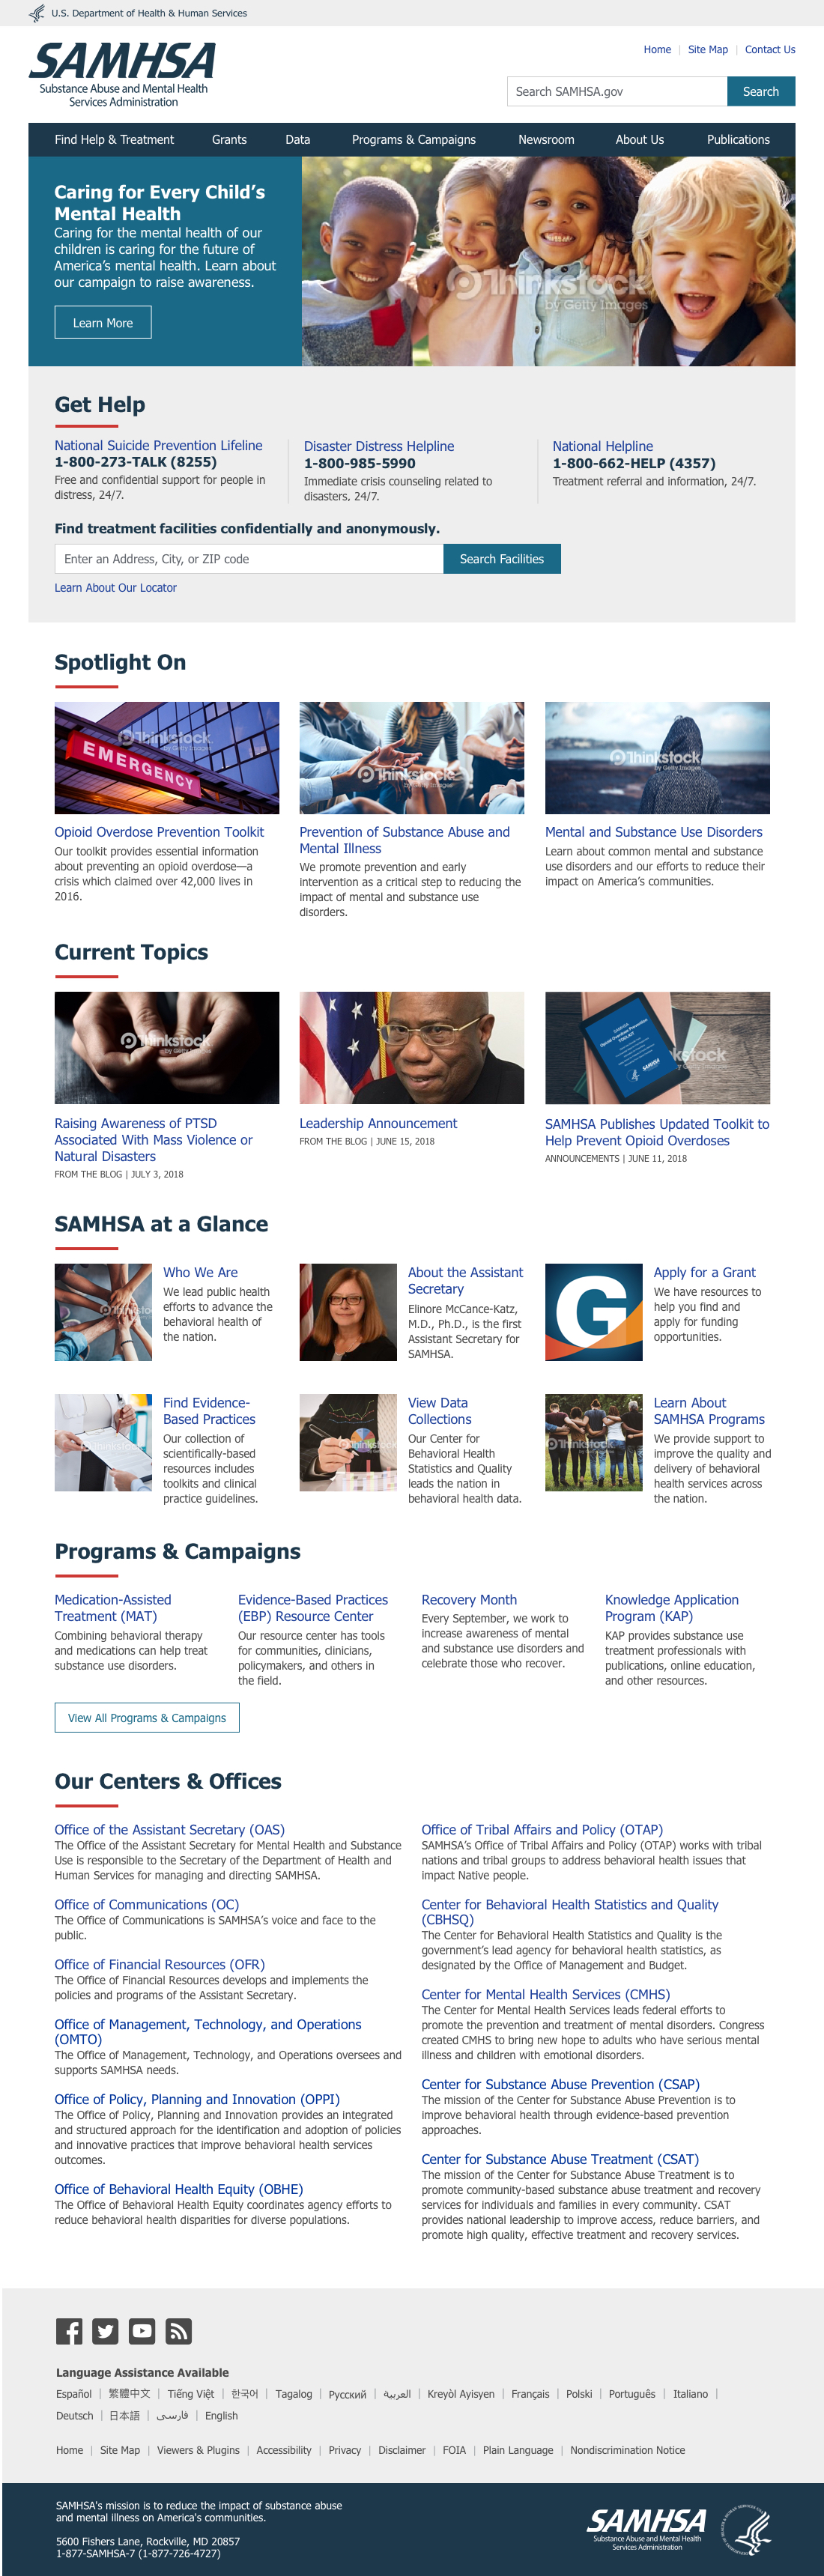 U.S. Department of Health & Human Services
SAMHSA
Substance Abuse and Mental Health
Services Administration
Home | Site Map | Contact Us
Search SAMHSA.gov
Search
Find Help & Treatment Grants Data Programs & Campaigns Newsroom About Us Publications
Caring for Every Child’s
Mental Health
Caring for the mental health of our
children is caring for the future of
America’s mental health. Learn about
our campaign to raise awareness.
Learn More
Thinkstock
by Getty Images
Get Help
National Suicide Prevention Lifeline
1-800-273-TALK (8255)
Free and confidential support for people in
distress, 24/7.
Disaster Distress Helpline
1-800-985-5990
Immediate crisis counseling related to
disasters, 24/7.
National Helpline
1-800-662-HELP (4357)
Treatment referral and information, 24/7.
Find treatment facilities confidentially and anonymously.
Enter an Address, City, or ZIP code
Search Facilities
Learn About Our Locator
Spotlight On
EMERGENCY
Thinkstock
by Getty Images
Opioid Overdose Prevention Toolkit
Our toolkit provides essential information
about preventing an opioid overdose—a
crisis which claimed over 42,000 lives in
2016.
Thinkstock
by Getty Images
Prevention of Substance Abuse and
Mental Illness
We promote prevention and early
intervention as a critical step to reducing the
impact of mental and substance use
disorders.
Thinkstock
by Getty Images
Mental and Substance Use Disorders
Learn about common mental and substance
use disorders and our efforts to reduce their
impact on America’s communities.
Current Topics
Thinkstock
Raising Awareness of PTSD
Associated With Mass Violence or
Natural Disasters
FROM THE BLOG | JULY 3, 2018
Leadership Announcement
FROM THE BLOG | JUNE 15, 2018
TOOLKIT
SAMHSA
SAMHSA Publishes Updated Toolkit to
Help Prevent Opioid Overdoses
ANNOUNCEMENTS | JUNE 11, 2018
SAMHSA at a Glance
Who We Are
We lead public health
efforts to advance the
behavioral health of
the nation.
About the Assistant
Secretary
Elinore McCance-Katz,
M.D., Ph.D., is the first
Assistant Secretary for
SAMHSA.
G
Apply for a Grant
We have resources to
help you find and
apply for funding
opportunities.
Find Evidence-
Based Practices
Our collection of
scientifically-based
resources includes
toolkits and clinical
practice guidelines.
View Data
Collections
Our Center for
Behavioral Health
Statistics and Quality
leads the nation in
behavioral health data.
Learn About
SAMHSA Programs
We provide support to
improve the quality and
delivery of behavioral
health services across
the nation.
Programs & Campaigns
Medication-Assisted
Treatment (MAT)
Combining behavioral therapy
and medications can help treat
substance use disorders.
Evidence-Based Practices
(EBP) Resource Center
Our resource center has tools
for communities, clinicians,
policymakers, and others in
the field.
Recovery Month
Every September, we work to
increase awareness of mental
and substance use disorders and
celebrate those who recover.
Knowledge Application
Program (KAP)
KAP provides substance use
treatment professionals with
publications, online education,
and other resources.
View All Programs & Campaigns
Our Centers & Offices
Office of the Assistant Secretary (OAS)
The Office of the Assistant Secretary for Mental Health and Substance
Use is responsible to the Secretary of the Department of Health and
Human Services for managing and directing SAMHSA.
Office of Communications (OC)
The Office of Communications is SAMHSA’s voice and face to the
public.
Office of Financial Resources (OFR)
The Office of Financial Resources develops and implements the
policies and programs of the Assistant Secretary.
Office of Management, Technology, and Operations
(OMTO)
The Office of Management, Technology, and Operations oversees and
supports SAMHSA needs.
Office of Policy, Planning and Innovation (OPPI)
The Office of Policy, Planning and Innovation provides an integrated
and structured approach for the identification and adoption of policies
and innovative practices that improve behavioral health services
outcomes.
Office of Behavioral Health Equity (OBHE)
The Office of Behavioral Health Equity coordinates agency efforts to
reduce behavioral health disparities for diverse populations.
Office of Tribal Affairs and Policy (OTAP)
SAMHSA’s Office of Tribal Affairs and Policy (OTAP) works with tribal
nations and tribal groups to address behavioral health issues that
impact Native people.
Center for Behavioral Health Statistics and Quality
(CBHSQ)
The Center for Behavioral Health Statistics and Quality is the
government’s lead agency for behavioral health statistics, as
designated by the Office of Management and Budget.
Center for Mental Health Services (CMHS)
The Center for Mental Health Services leads federal efforts to
promote the prevention and treatment of mental disorders. Congress
created CMHS to bring new hope to adults who have serious mental
illness and children with emotional disorders.
Center for Substance Abuse Prevention (CSAP)
The mission of the Center for Substance Abuse Prevention is to
improve behavioral health through evidence-based prevention
approaches.
Center for Substance Abuse Treatment (CSAT)
The mission of the Center for Substance Abuse Treatment is to
promote community-based substance abuse treatment and recovery
services for individuals and families in every community. CSAT
provides national leadership to improve access, reduce barriers, and
promote high quality, effective treatment and recovery services.
Language Assistance Available
Español | 繁體中文 | Tiếng Việt | 한국어 | Tagalog | Русский | العربية | Kreyòl Ayisyen | Français | Polski | Português | Italiano |
Deutsch | 日本語 | فارسی | English
Home | Site Map | Viewers & Plugins | Accessibility | Privacy | Disclaimer | FOIA | Plain Language | Nondiscrimination Notice
SAMHSA's mission is to reduce the impact of substance abuse
and mental illness on America's communities.
5600 Fishers Lane, Rockville, MD 20857
1-877-SAMHSA-7 (1-877-726-4727)
SAMHSA
Substance Abuse and Mental Health
Services Administration